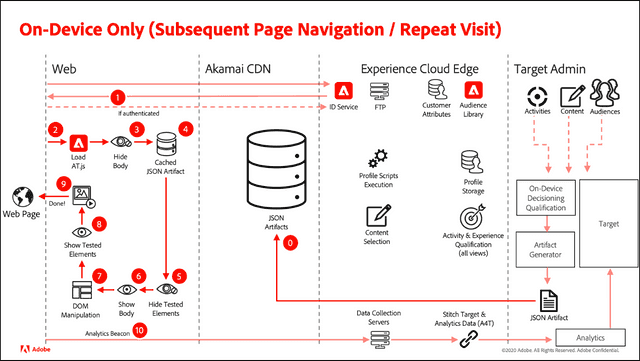 On-Device Only (Subsequent Page Navigation / Repeat Visit)
Web
Akamai CDN
Experience Cloud Edge
Target Admin
1
If authenticated
ID Service
FTP
Customer
Attributes
Audience
Library
Activities
Content
Audiences
2
3
4
Load
AT.js
Hide
Body
Cached
JSON Artifact
JSON
Artifacts
Profile Scripts
Execution
Profile
Storage
On-Device
Decisioning
Qualification
Target
9
Web Page
Done!
8
Show Tested
Elements
0
Content
Selection
Activity & Experience
Qualification
(all views)
Artifact
Generator
7
6
5
DOM
Manipulation
Show
Body
Hide Tested
Elements
JSON Artifact
Data Collection
Servers
Stitch Target &
Analytics Data (A4T)
Analytics Beacon
10
Analytics
Adobe
©2020 Adobe. All Rights Reserved. Adobe Confidential.